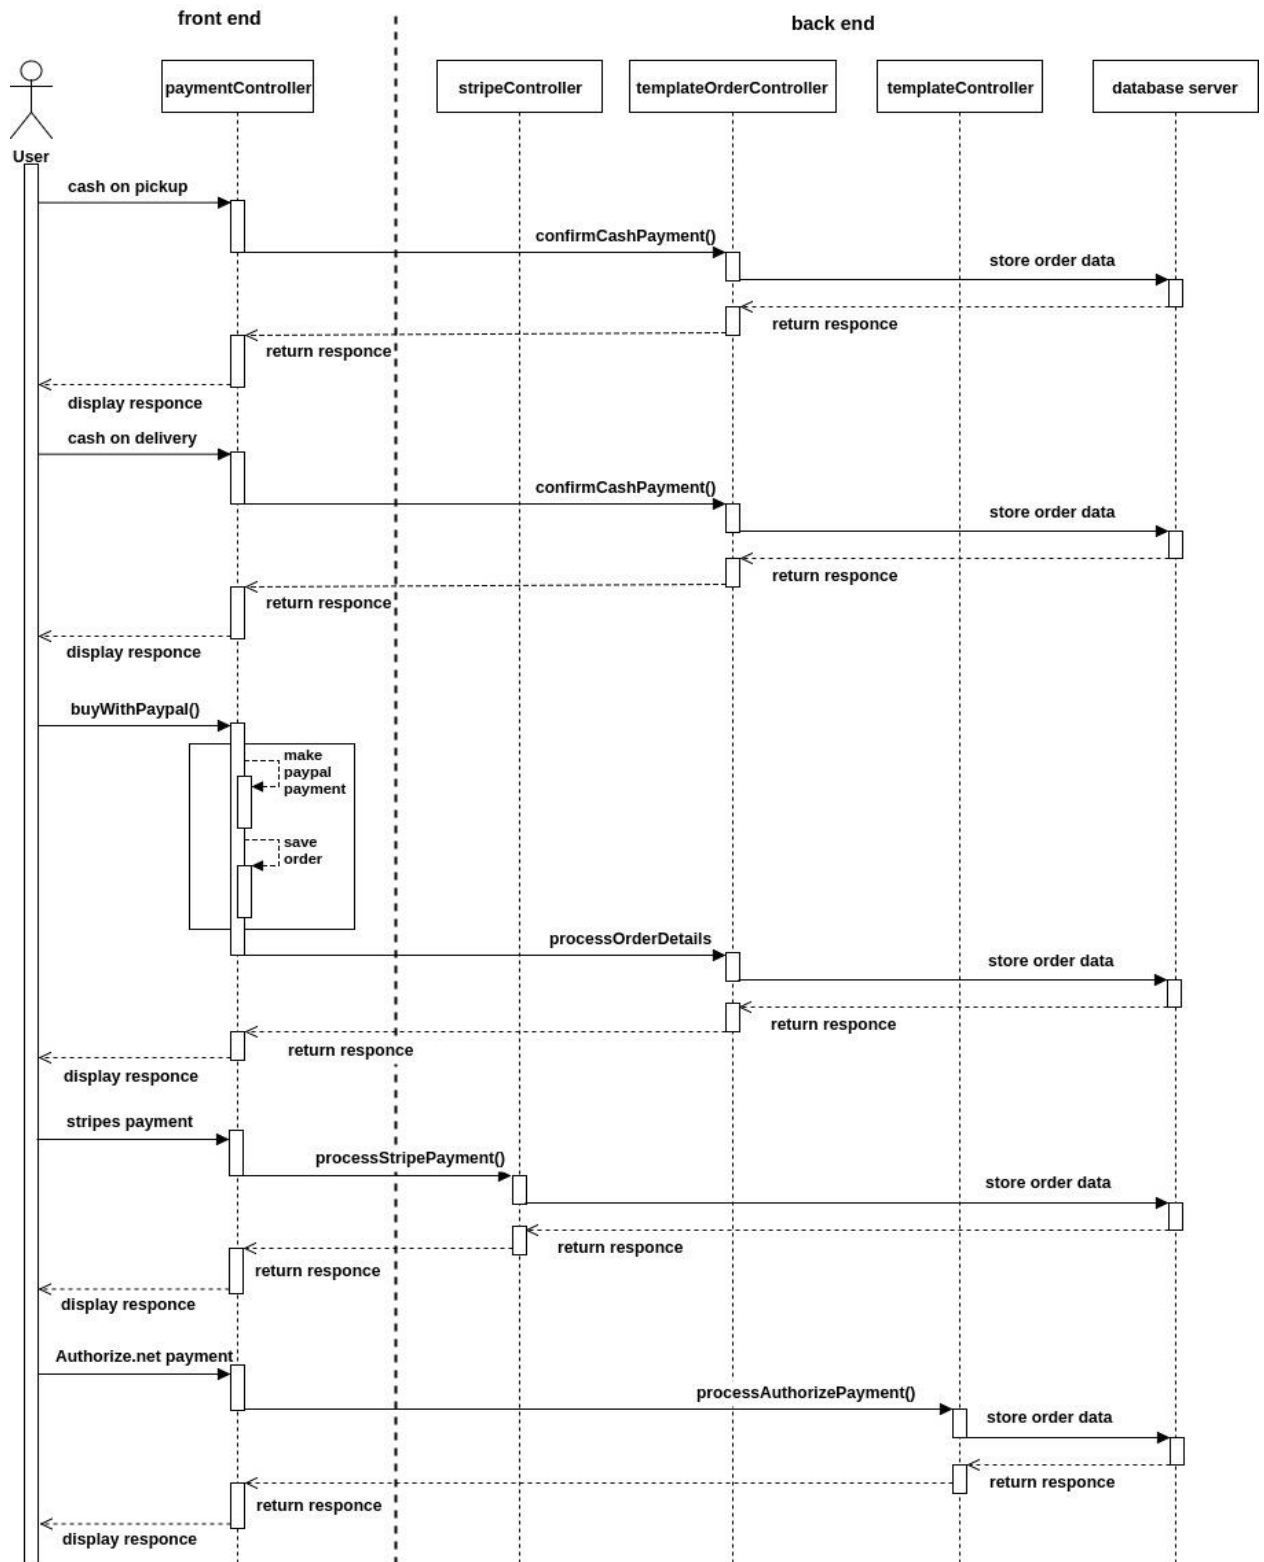 front end
back end
paymentController
stripeController
templateOrderController
templateController
database server
User
cash on pickup
confirmCashPayment()
store order data
return responce
return responce
display responce
cash on delivery
confirmCashPayment()
store order data
return responce
return responce
display responce
buyWithPaypal()
make
paypal
payment
save
order
processOrderDetails
store order data
return responce
return responce
display responce
stripes payment
processStripePayment()
store order data
return responce
return responce
display responce
Authorize.net payment
processAuthorizePayment()
store order data
return responce
return responce
display responce